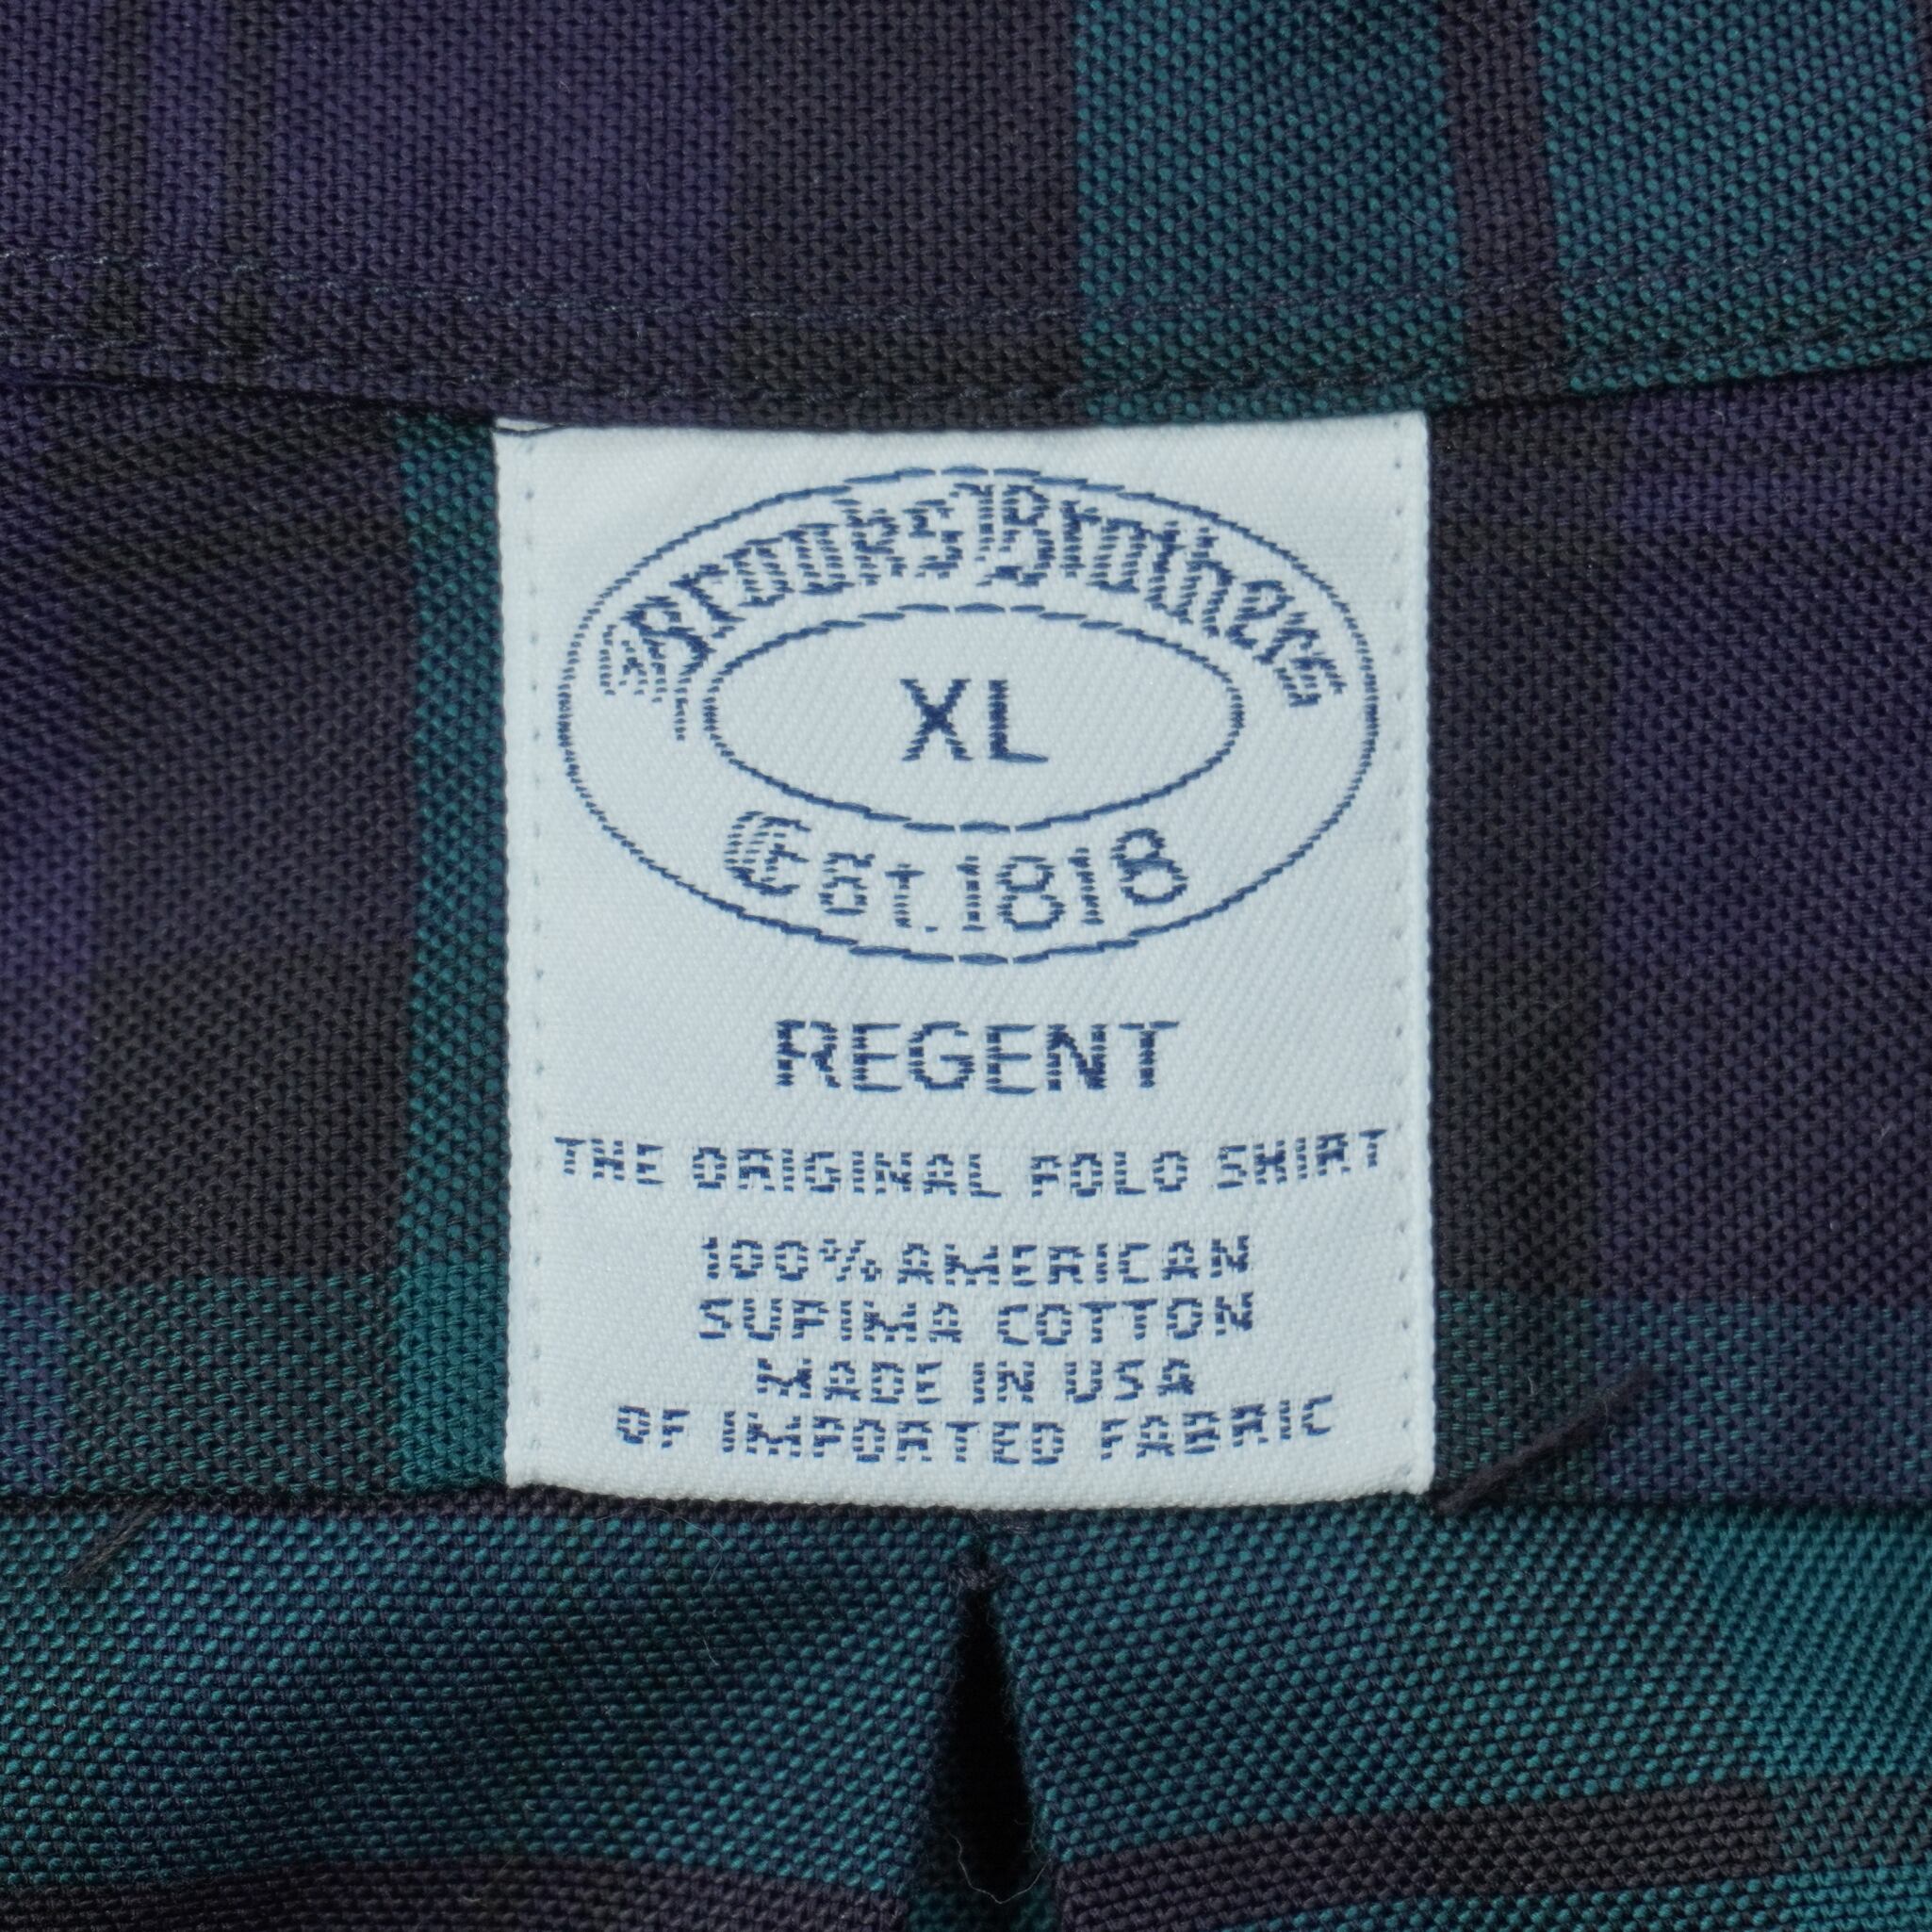 Brooks Brothers
XL
Est. 1818
REGENT
THE ORIGINAL POLO SHIRT
100% AMERICAN
SUPIMA COTTON
MADE IN USA
OF IMPORTED FABRIC